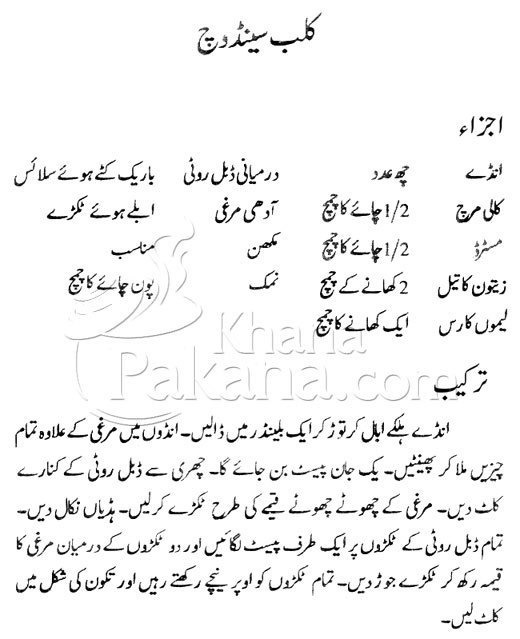 کلب سینڈوچ
اجزاء
انڈے چھ عدد درمیانی ڈبل روٹی باریک کٹے ہوئے سلائس
کالی مرچ 1/2 چائے کا چمچ آدھی مرغی ابلے ہوئے ٹکڑے
مسٹرڈ 1/2 چائے کا چمچ مکھن مناسب
زیتون کا تیل 2 کھانے کے چمچ نمک پون چائے کا چمچ
لیموں کا رس ایک کھانے کا چمچ
Khana
Pakana.com
ترکیب
انڈے ہلکے ابال کر توڑ کر ایک بلینڈر میں ڈالیں۔ انڈوں میں مرغی کے علاوہ تمام
چیزیں ملا کر پھینٹیں۔ یک جان پیسٹ بن جائے گا۔ چھری سے ڈبل روٹی کے کنارے
کاٹ دیں۔ مرغی کے چھوٹے چھوٹے قیمے کی طرح ٹکڑے کر لیں۔ ہڈیاں نکال دیں۔
تمام ڈبل روٹی کے ٹکڑوں پر ایک طرف پیسٹ لگائیں اور دو ٹکڑوں کے درمیان مرغی کا
قیمہ رکھ کر ٹکڑے جوڑ دیں۔ تمام ٹکڑوں کو اوپر نیچے رکھتے رہیں اور تکون کی شکل میں
کاٹ لیں۔